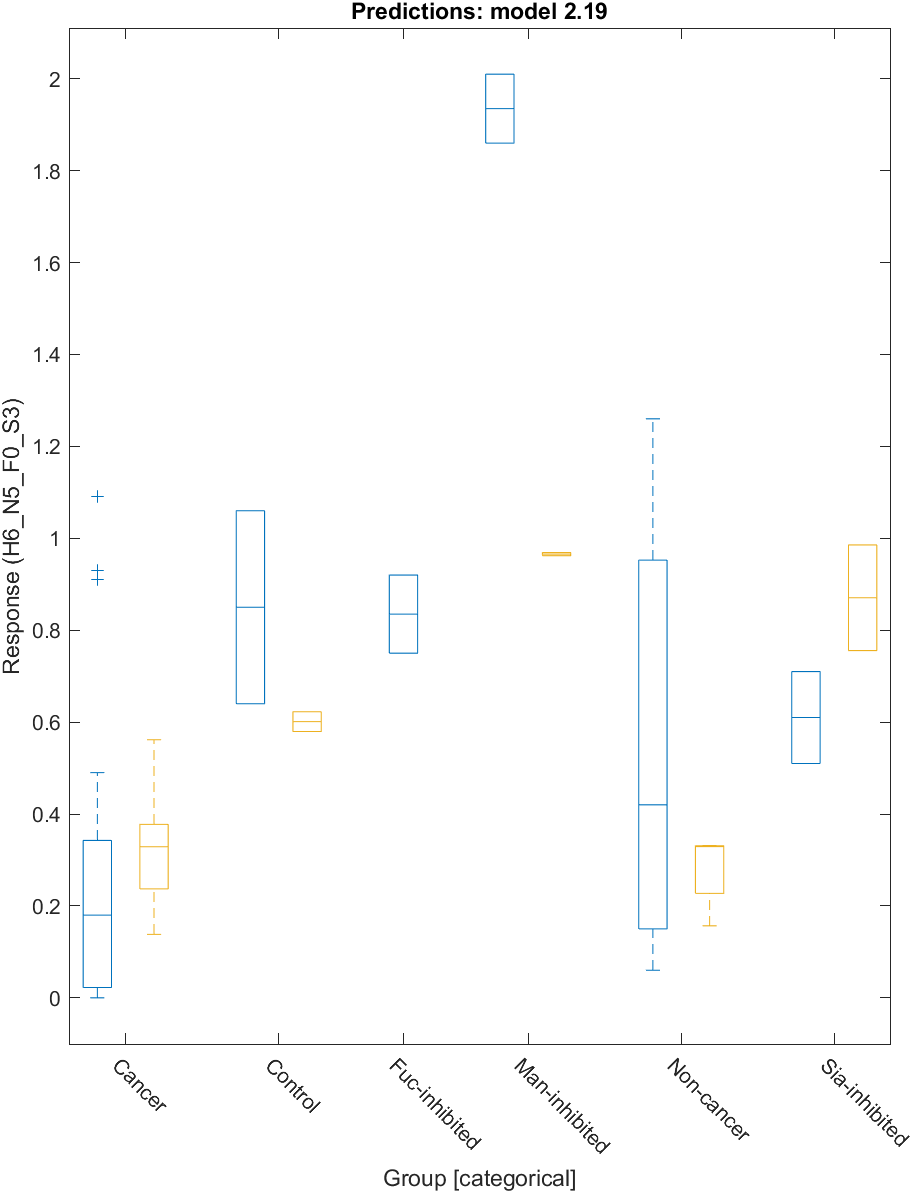 Predictions: model 2.19
2
1.8
1.6
1.4
1.2
1
0.8
0.6
0.4
0.2
0
Response (H6_N5_F0_S3)
Cancer
Control
Fuc-inhibited
Man-inhibited
Non-cancer
Sia-inhibited
Group [categorical]